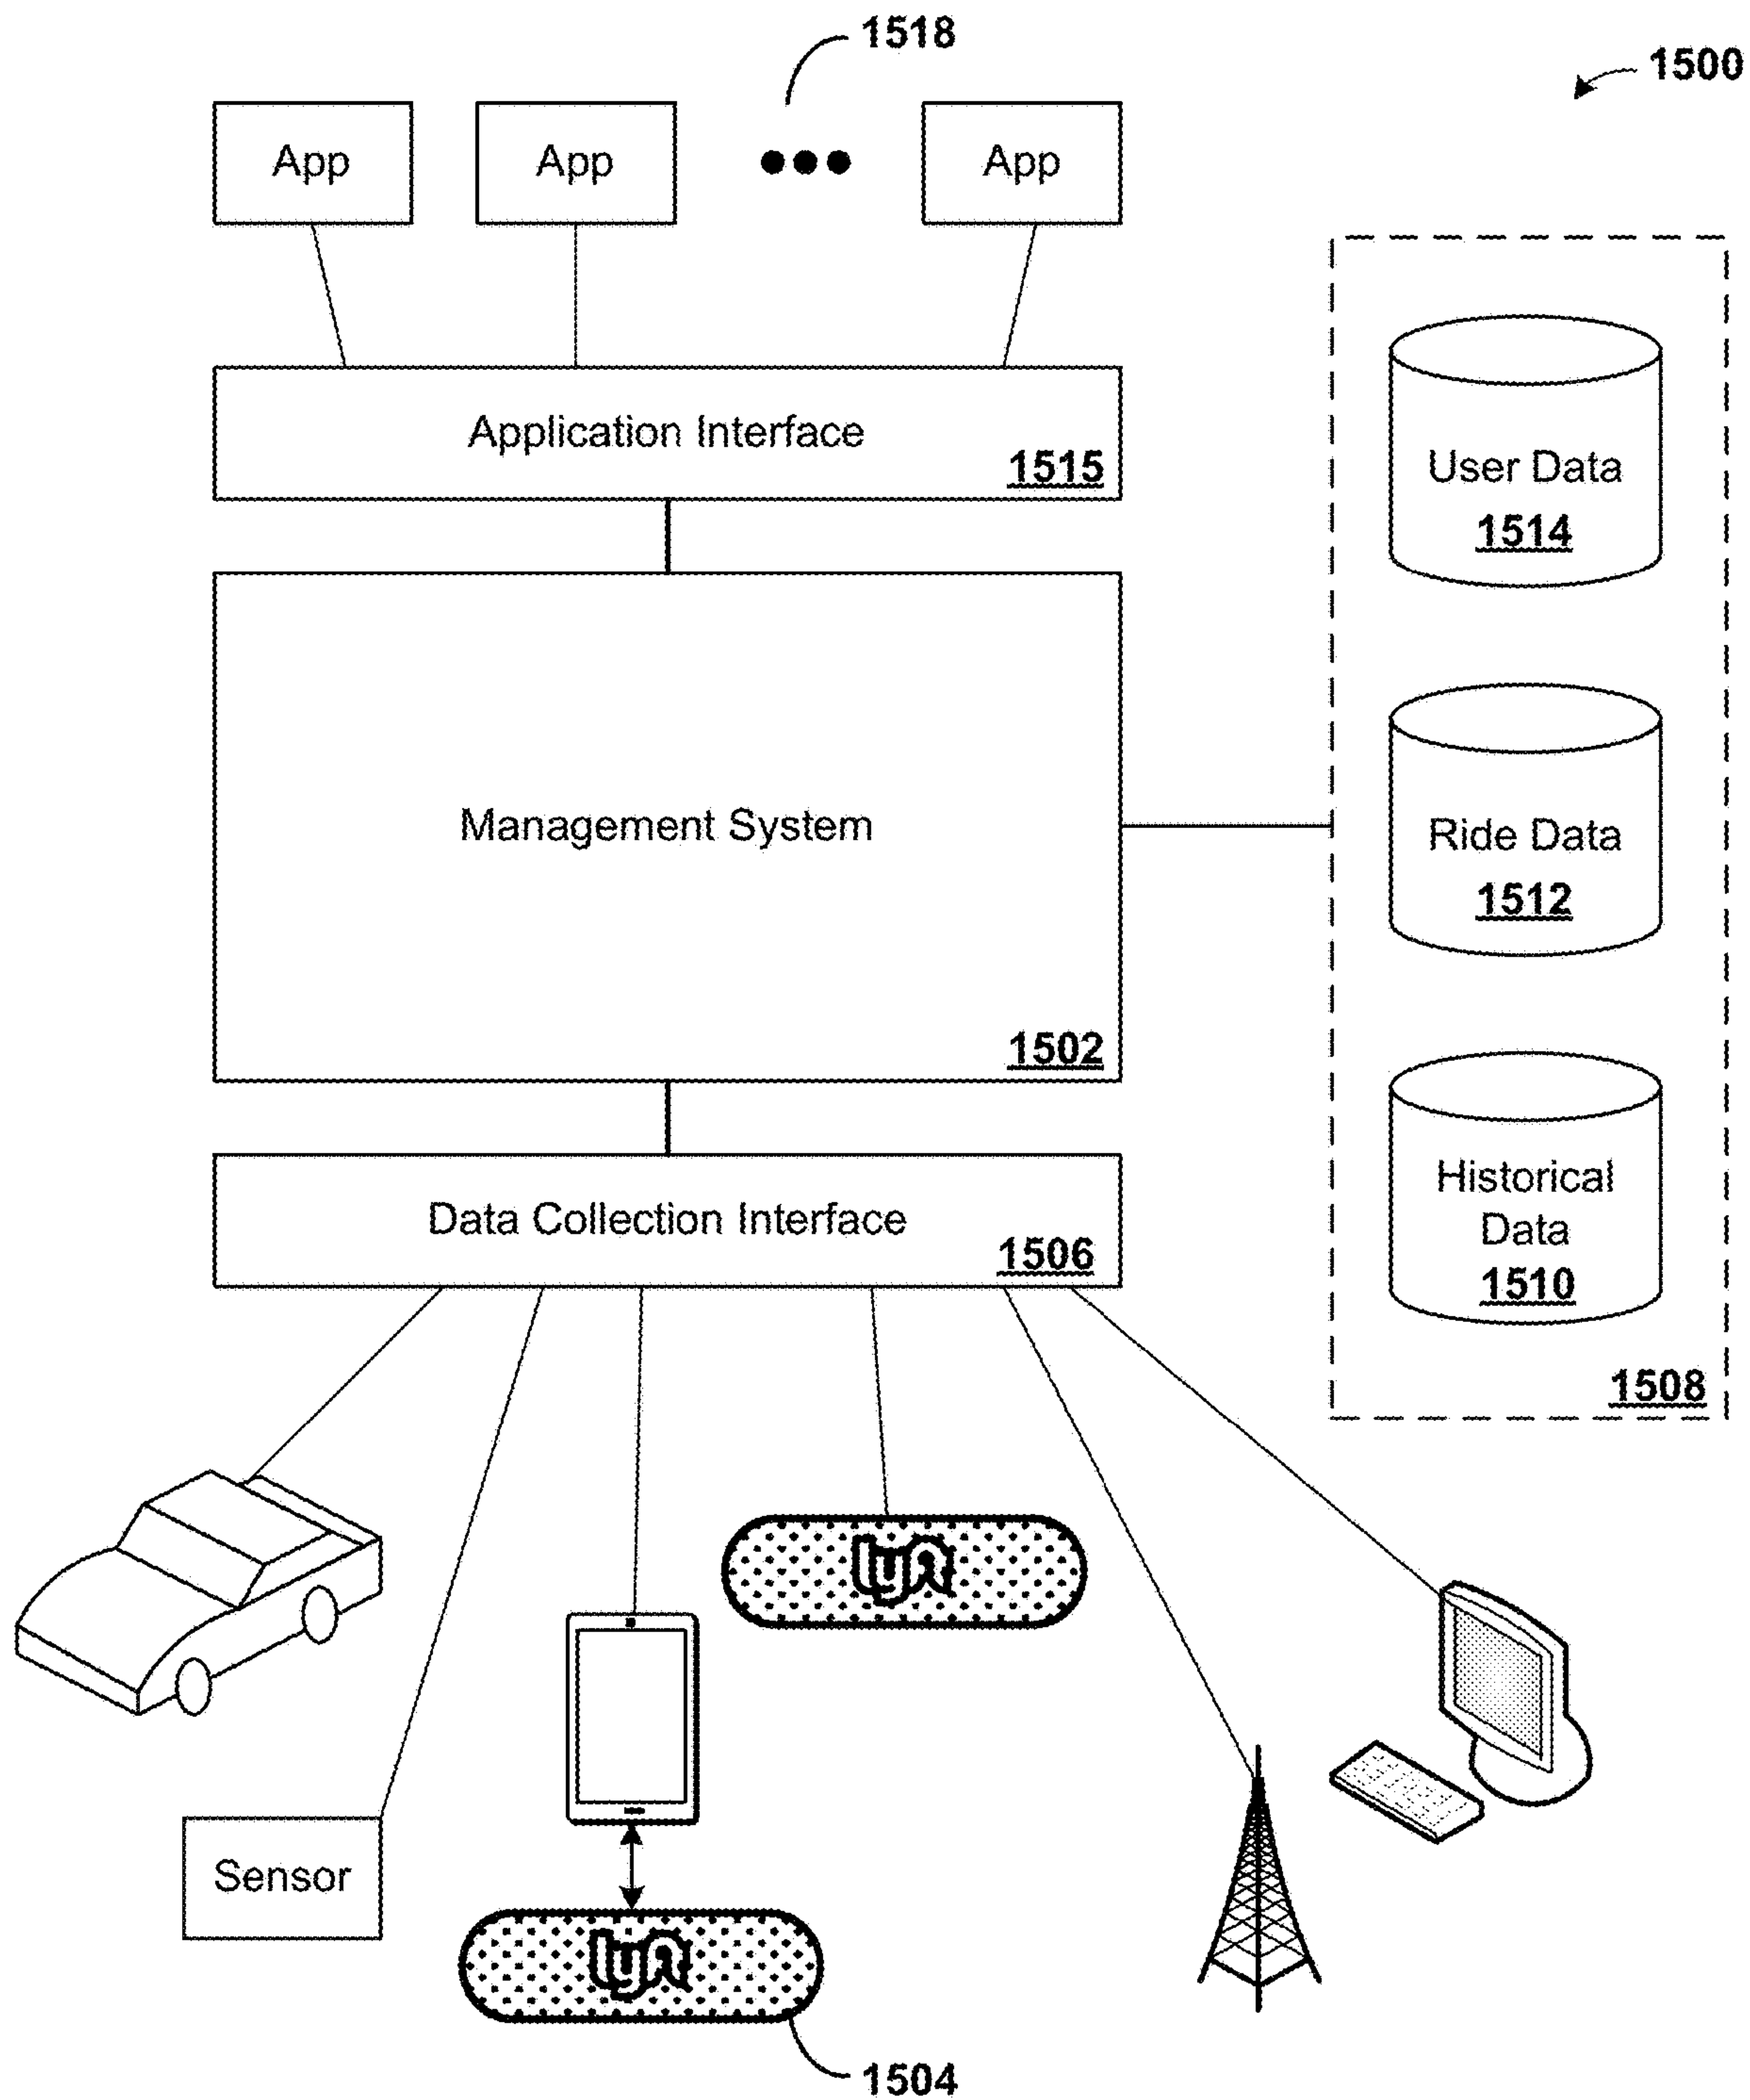 1518
1500
App
App
App
Application Interface
1515
User Data
1514
Management System
1502
Ride Data
1512
Data Collection Interface
1506
Historical
Data
1510
1508
lyft
Sensor
lyft
1504